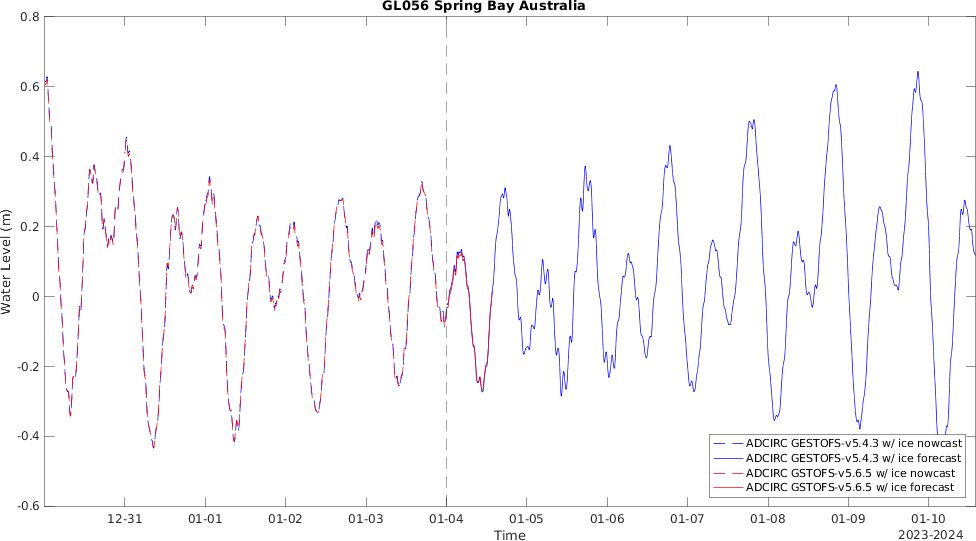 GL056 Spring Bay Australia
0.8
0.6
0.4
0.2
0
-0.2
-0.4
-0.6
Water Level (m)
ADCIRC GESTOFS-v5.4.3 w/ ice nowcast
ADCIRC GESTOFS-v5.4.3 w/ ice forecast
ADCIRC GSTOFS-v5.6.5 w/ ice nowcast
ADCIRC GSTOFS-v5.6.5 w/ ice forecast
12-31 01-01 01-02 01-03 01-04 01-05 01-06 01-07 01-08 01-09 01-10
Time
2023-2024